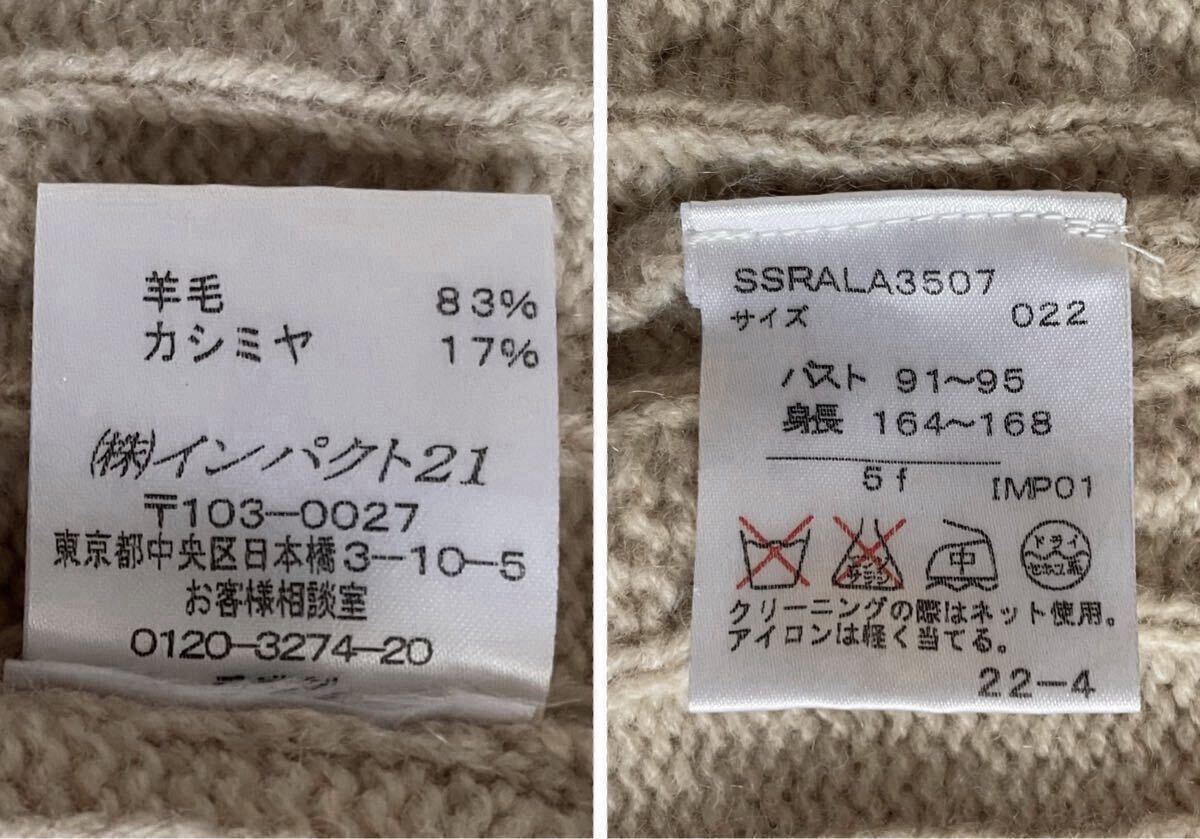 羊毛 83%
カシミヤ 17%
(株)インパクト21
〒103-0027
東京都中央区日本橋3-10-5
お客様相談室
0120-3274-20
SSRALA3507
サイズ 022
バスト 91~95
身長 164~168
5f IMP01
中 ドライ
セキユ系
クリーニングの際はネット使用。
アイロンは軽く当てる。
22-4